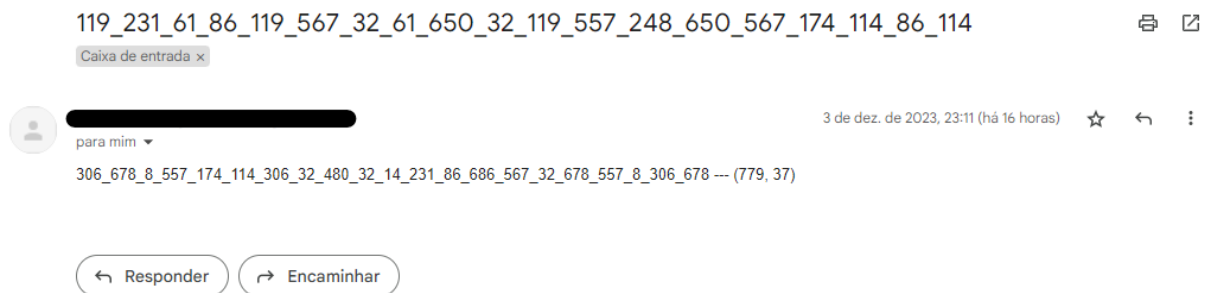 119_231_61_86_119_567_32_61_650_32_119_557_248_650_567_174_114_86_114
Caixa de entrada ×
3 de dez. de 2023, 23:11 (há 16 horas)
para mim
306_678_8_557_174_114_306_32_480_32_14_231_86_686_567_32_678_557_8_306_678 --- (779, 37)
Responder
Encaminhar